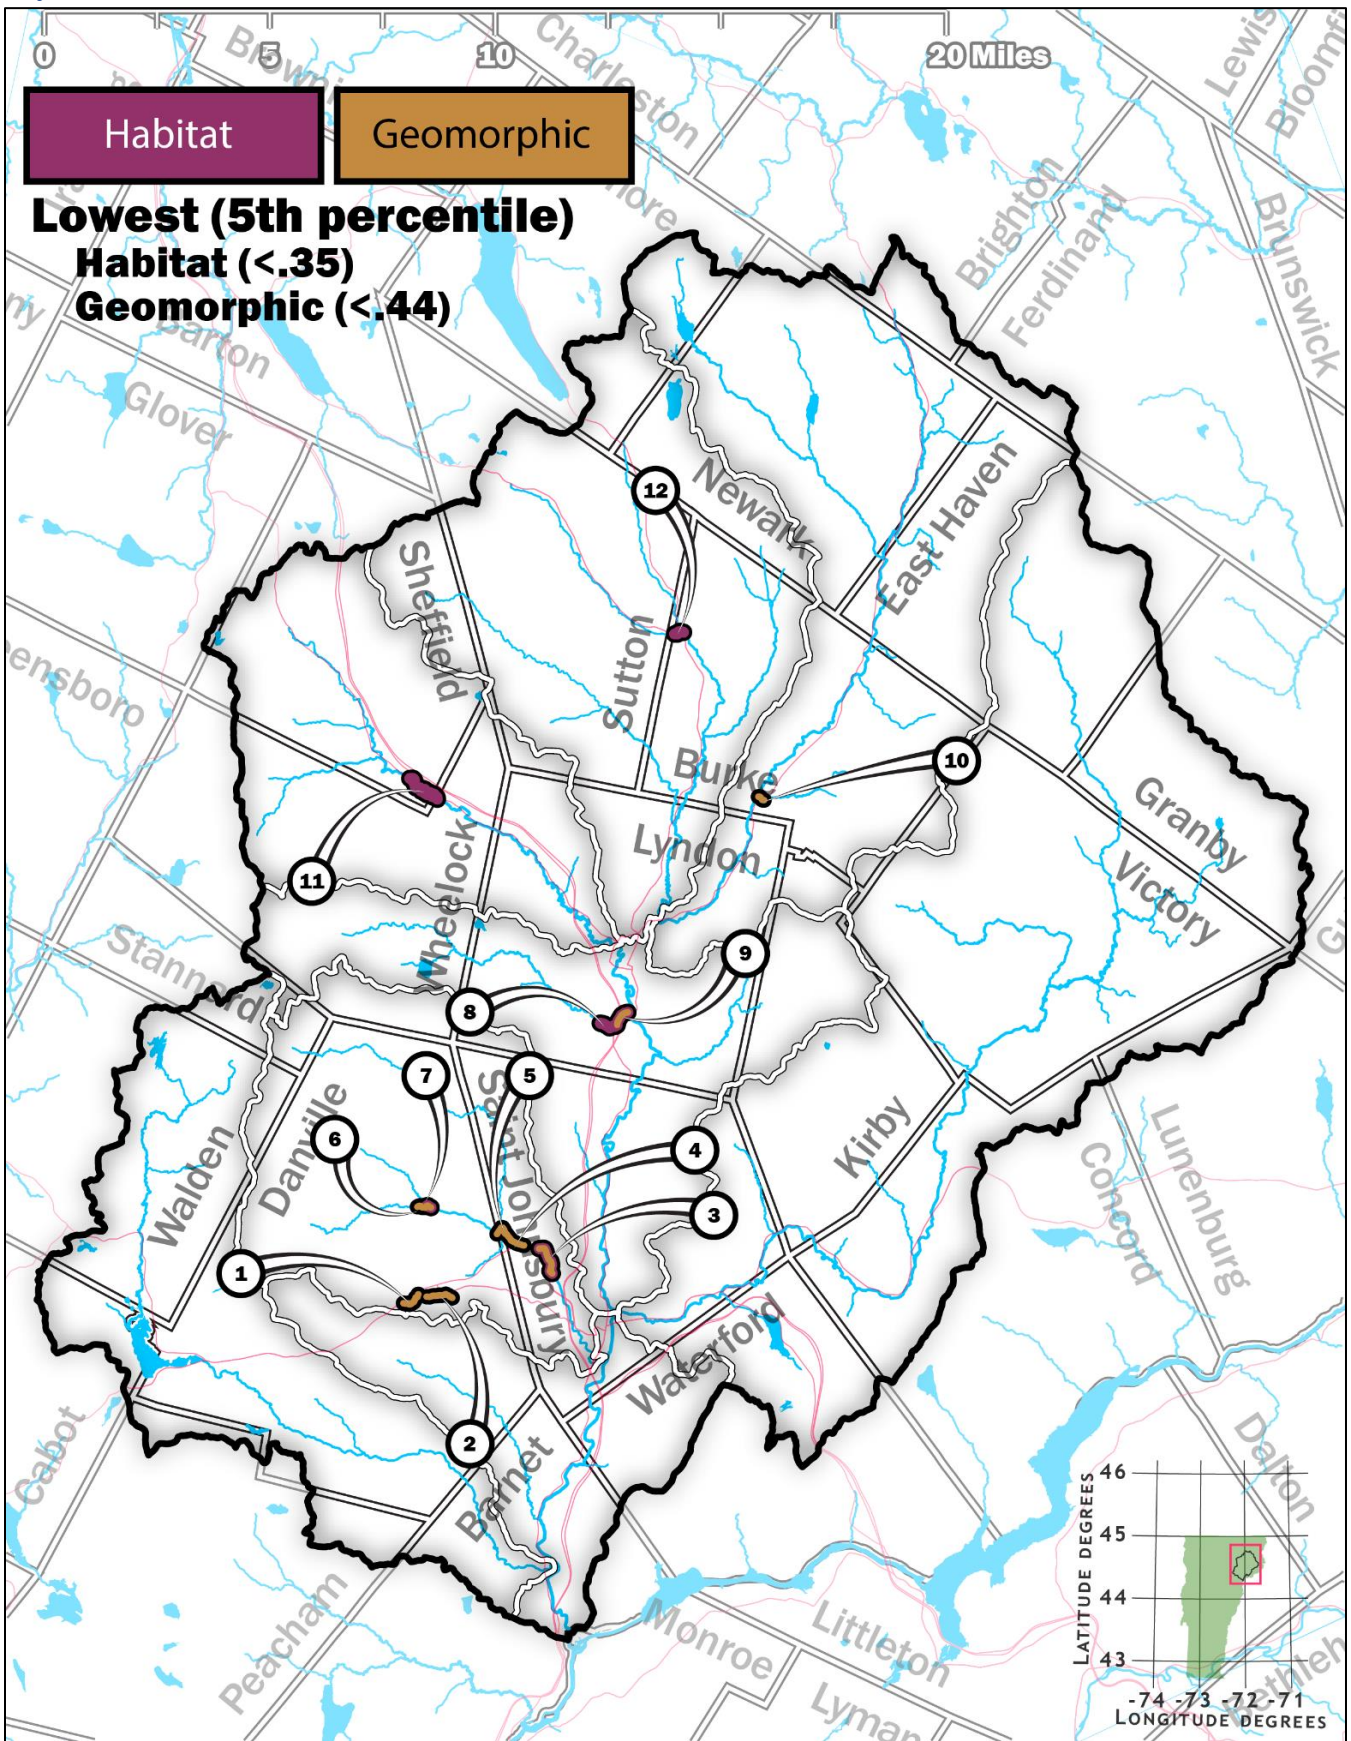 0 5 10 20 Miles
Habitat
Geomorphic
Lowest (5th percentile)
Habitat (<.35)
Geomorphic (<.44)
Charleston
Lewis
Brighton
Ferdinand
Brunswick
Barton
Glover
Newark
East Haven
12
Sheffield
Sutton
Burke
10
Granby
Lyndon
Victory
11
Wheelock
Stannard
9
8
7
5
Saint Johnsbury
6
Danville
4
Kirby
Lunenburg
Concord
Walden
3
1
Waterford
2
Barnet
Cabot
Dalton
Peacham
Monroe
Littleton
Lyman
LATITUDE DEGREES
46
45
44
43
-74 -73 -72 -71
LONGITUDE DEGREES